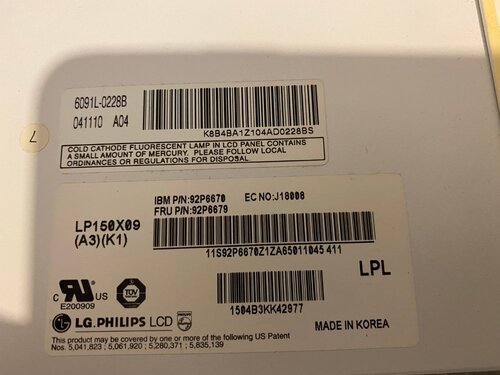 6091L-0228B
041110 A04
K8B4BA1Z104AD0228BS
7
COLD CATHODE FLUORESCENT LAMP IN LCD PANEL CONTAINS
A SMALL AMOUNT OF MERCURY. PLEASE FOLLOW LOCAL
ORDINANCES OR REGULATIONS FOR DISPOSAL
IBM P/N:92P6670 EC NO:J18008
FRU P/N:92P6679
LP150X09
(A3)(K1)
11S92P6670Z1ZA65011045 411
LPL
C US
E200909
TÜV
1504B3KK42977
LG.PHILIPS LCD
MADE IN KOREA
This product may be covered by one or more of the following US Patent
Nos. 5,041,823 ; 5,061,920 ; 5,280,371 ; 5,835,139